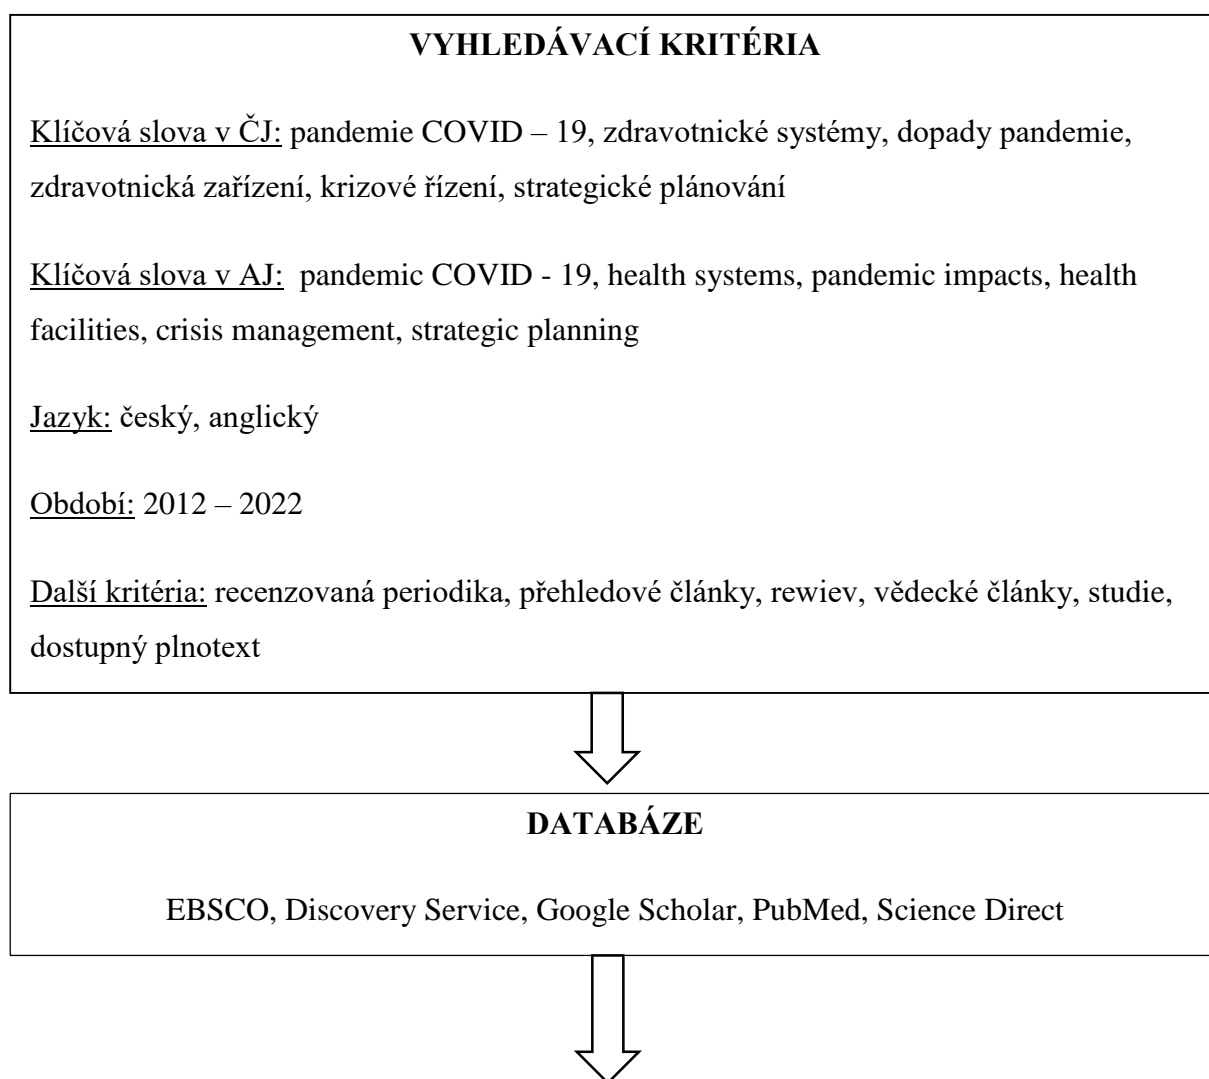 VYHLEDÁVACÍ KRITÉRIA
Klíčová slova v ČJ: pandemie COVID – 19, zdravotnické systémy, dopady pandemie,
zdravotnická zařízení, krizové řízení, strategické plánování
Klíčová slova v AJ: pandemic COVID - 19, health systems, pandemic impacts, health
facilities, crisis management, strategic planning
Jazyk: český, anglický
Období: 2012 – 2022
Další kritéria: recenzovaná periodika, přehledové články, rewiev, vědecké články, studie,
dostupný plnotext
DATABÁZE
EBSCO, Discovery Service, Google Scholar, PubMed, Science Direct